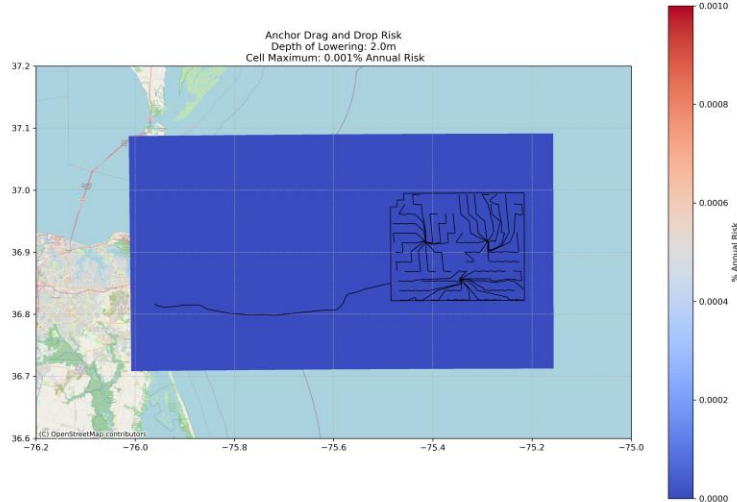 Anchor Drag and Drop Risk
Depth of Lowering: 2.0m
Cell Maximum: 0.001% Annual Risk
37.2
37.1
37.0
36.9
36.8
36.7
36.6
(C) OpenStreetMap contributors
−76.2 −76.0 −75.8 −75.6 −75.4 −75.2 −75.0
0.0010
0.0008
0.0006
0.0004
0.0002
0.0000
% Annual Risk